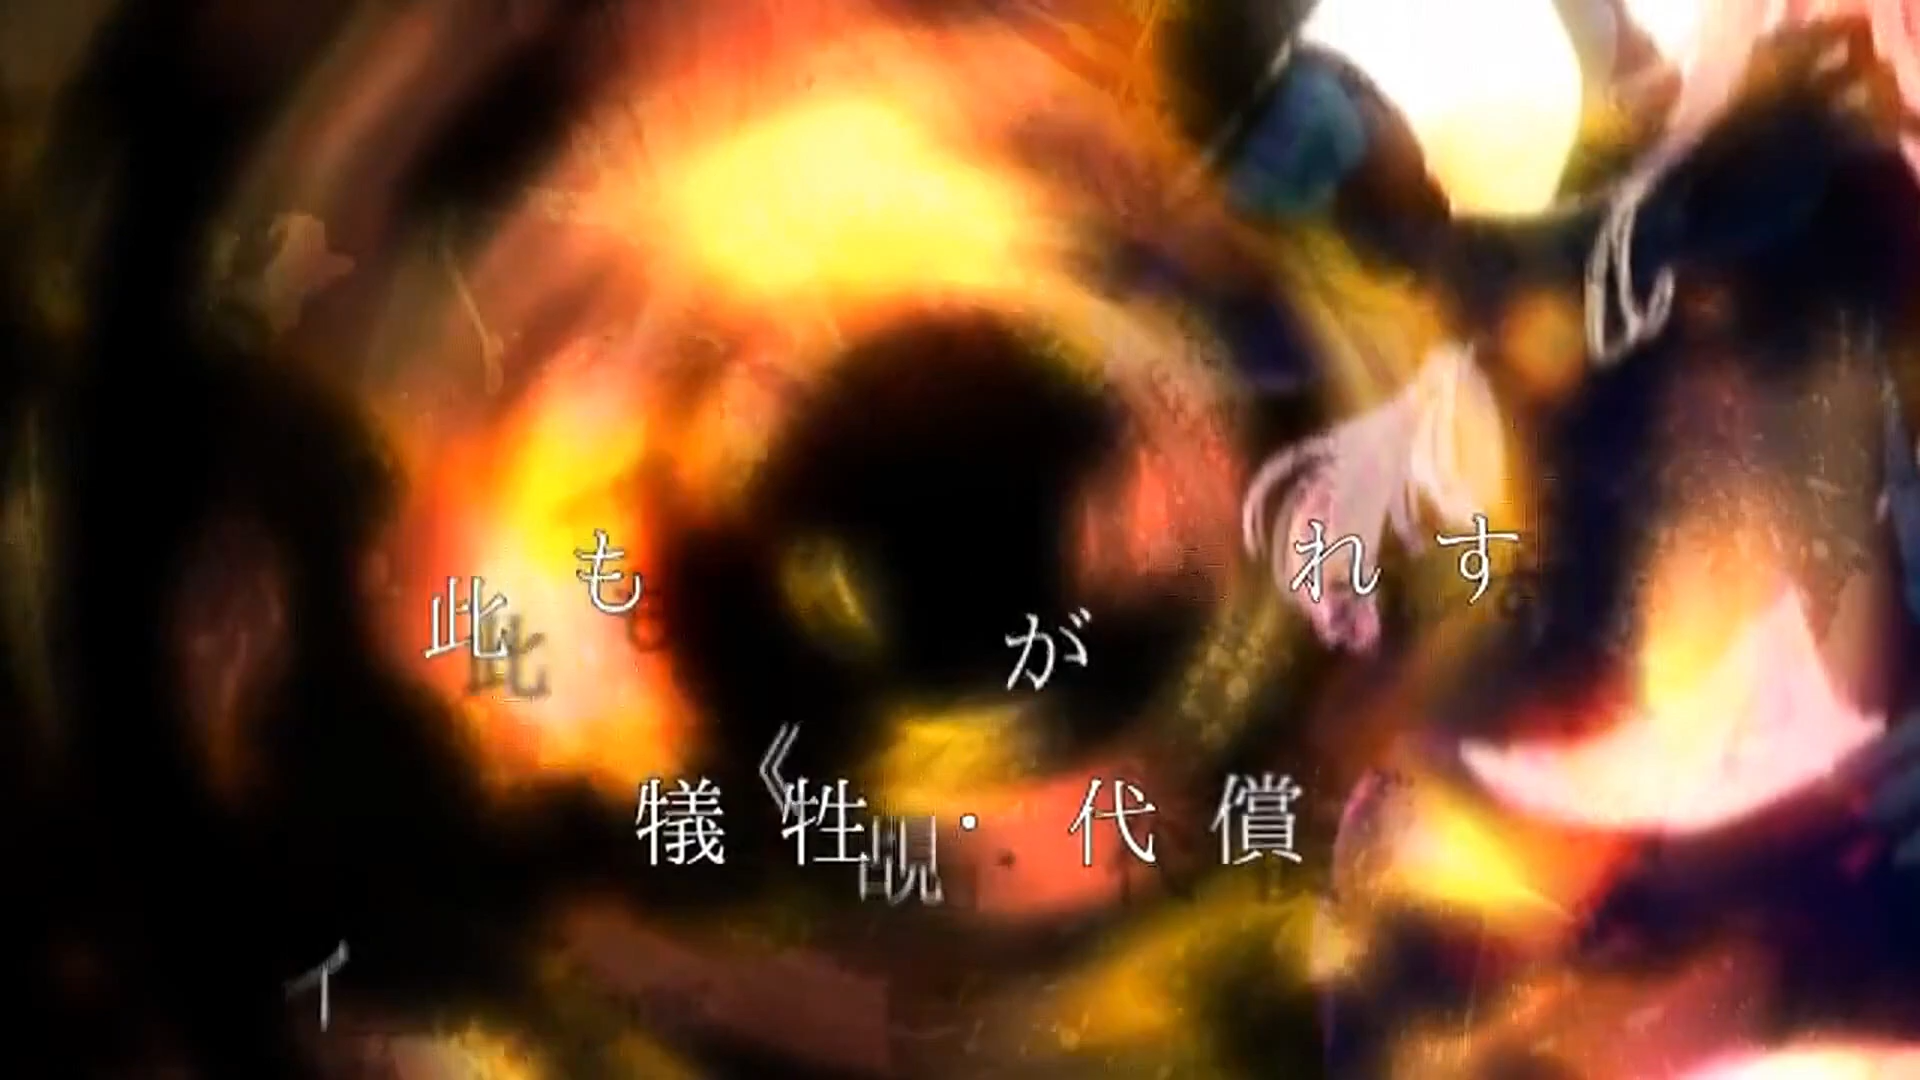 此も　が　れす
《
犠牲・代償
イ